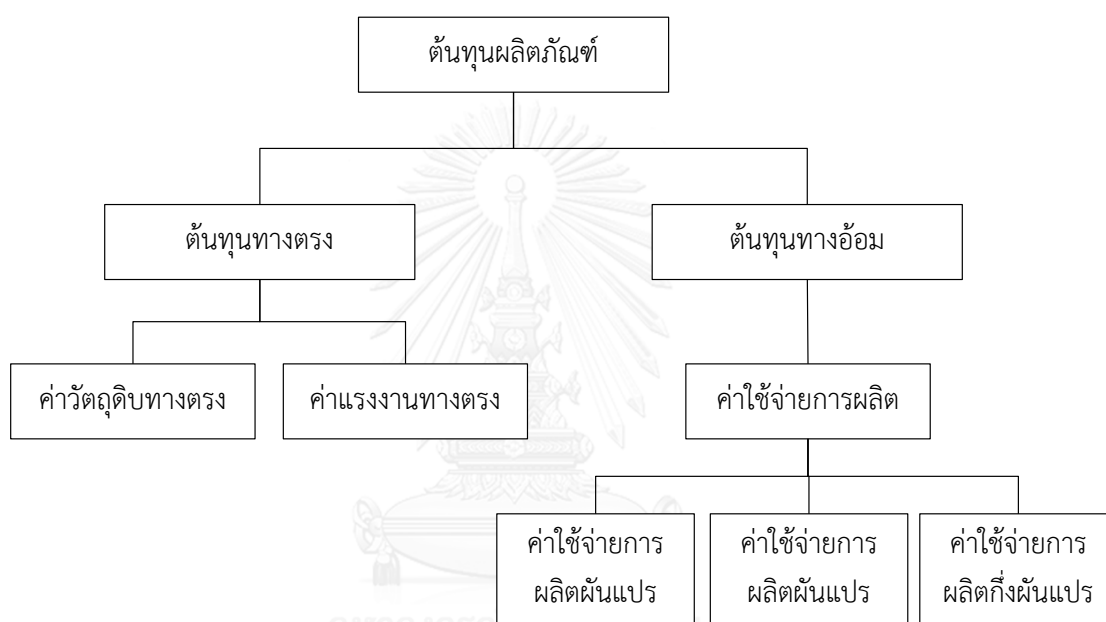 ต้นทุนผลิตภัณฑ์
ต้นทุนทางตรง
ต้นทุนทางอ้อม
ค่าวัตถุดิบทางตรง
ค่าแรงงานทางตรง
ค่าใช้จ่ายการผลิต
ค่าใช้จ่ายการ
ผลิตผันแปร
ค่าใช้จ่ายการ
ผลิตผันแปร
ค่าใช้จ่ายการ
ผลิตกึ่งผันแปร